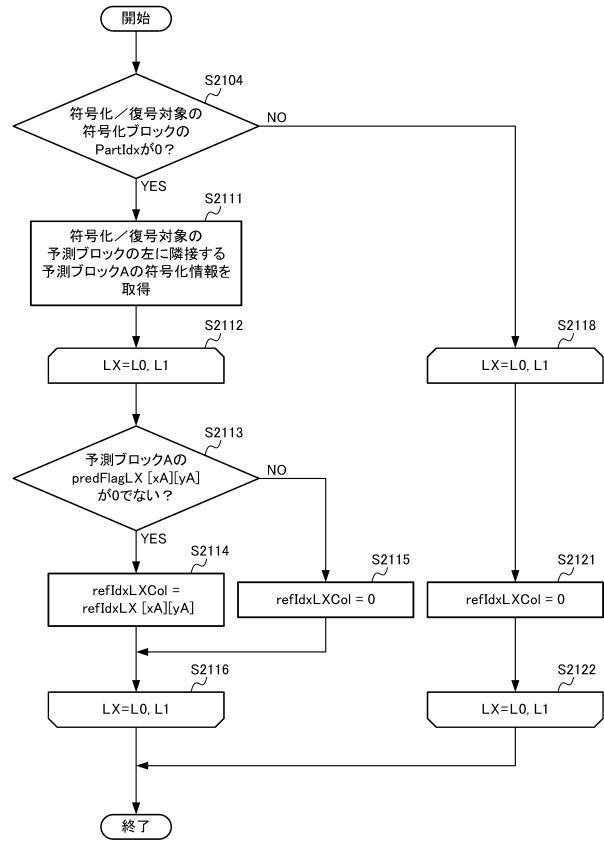 開始
S2104
符号化／復号対象の
符号化ブロックの
PartIdxが0？
NO
YES
S2111
符号化／復号対象の
予測ブロックの左に隣接する
予測ブロックAの符号化情報を
取得
S2112
LX=L0, L1
S2118
LX=L0, L1
S2113
予測ブロックAの
predFlagLX [xA][yA]
が0でない？
NO
YES
S2114
refIdxLXCol =
refIdxLX [xA][yA]
S2115
refIdxLXCol = 0
S2121
refIdxLXCol = 0
S2116
LX=L0, L1
S2122
LX=L0, L1
終了